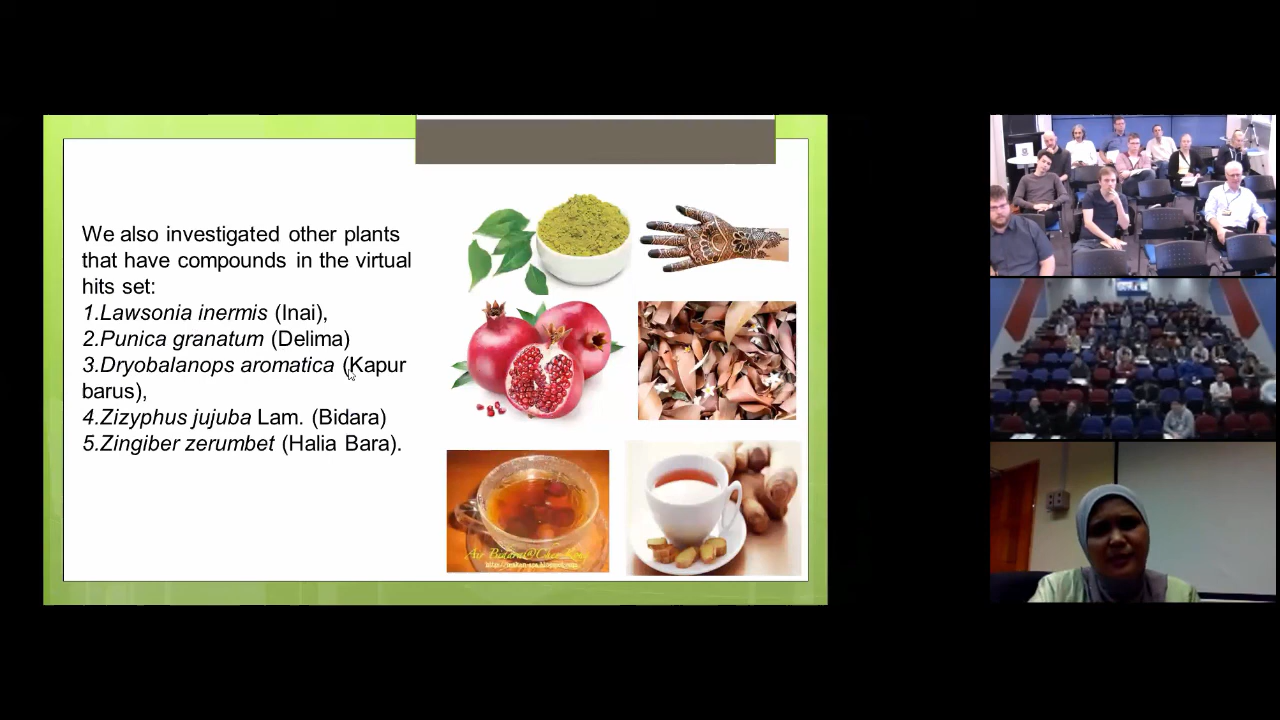 We also investigated other plants
that have compounds in the virtual
hits set:
1.Lawsonia inermis (Inai),
2.Punica granatum (Delima)
3.Dryobalanops aromatica (Kapur
barus),
4.Zizyphus jujuba Lam. (Bidara)
5.Zingiber zerumbet (Halia Bara).